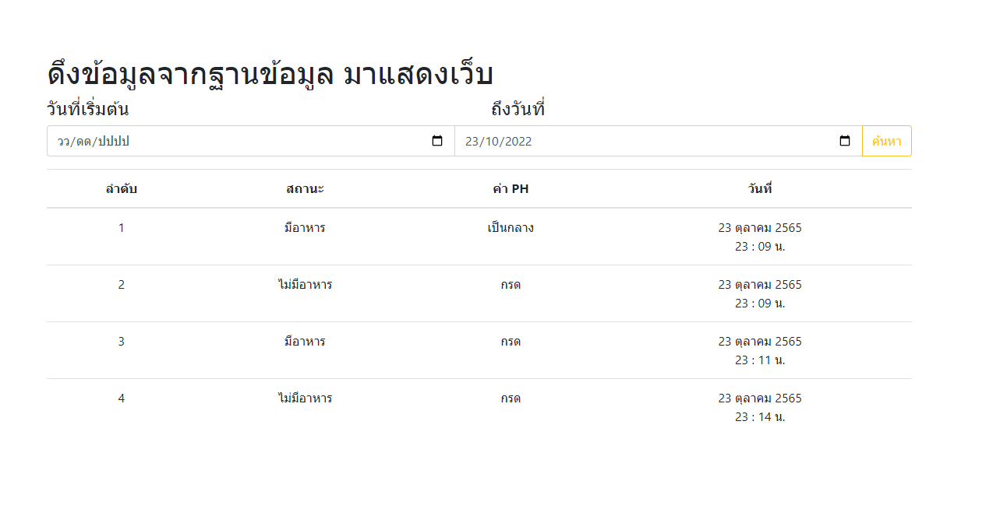 ดึงข้อมูลจากฐานข้อมูล มาแสดงเว็บ
วันที่เริ่มต้น ถึงวันที่
วว/ดด/ปปปป 23/10/2022 ค้นหา
ลำดับ สถานะ ค่า PH วันที่
1 มีอาหาร เป็นกลาง 23 ตุลาคม 2565
23 : 09 น.
2 ไม่มีอาหาร กรด 23 ตุลาคม 2565
23 : 09 น.
3 มีอาหาร กรด 23 ตุลาคม 2565
23 : 11 น.
4 ไม่มีอาหาร กรด 23 ตุลาคม 2565
23 : 14 น.